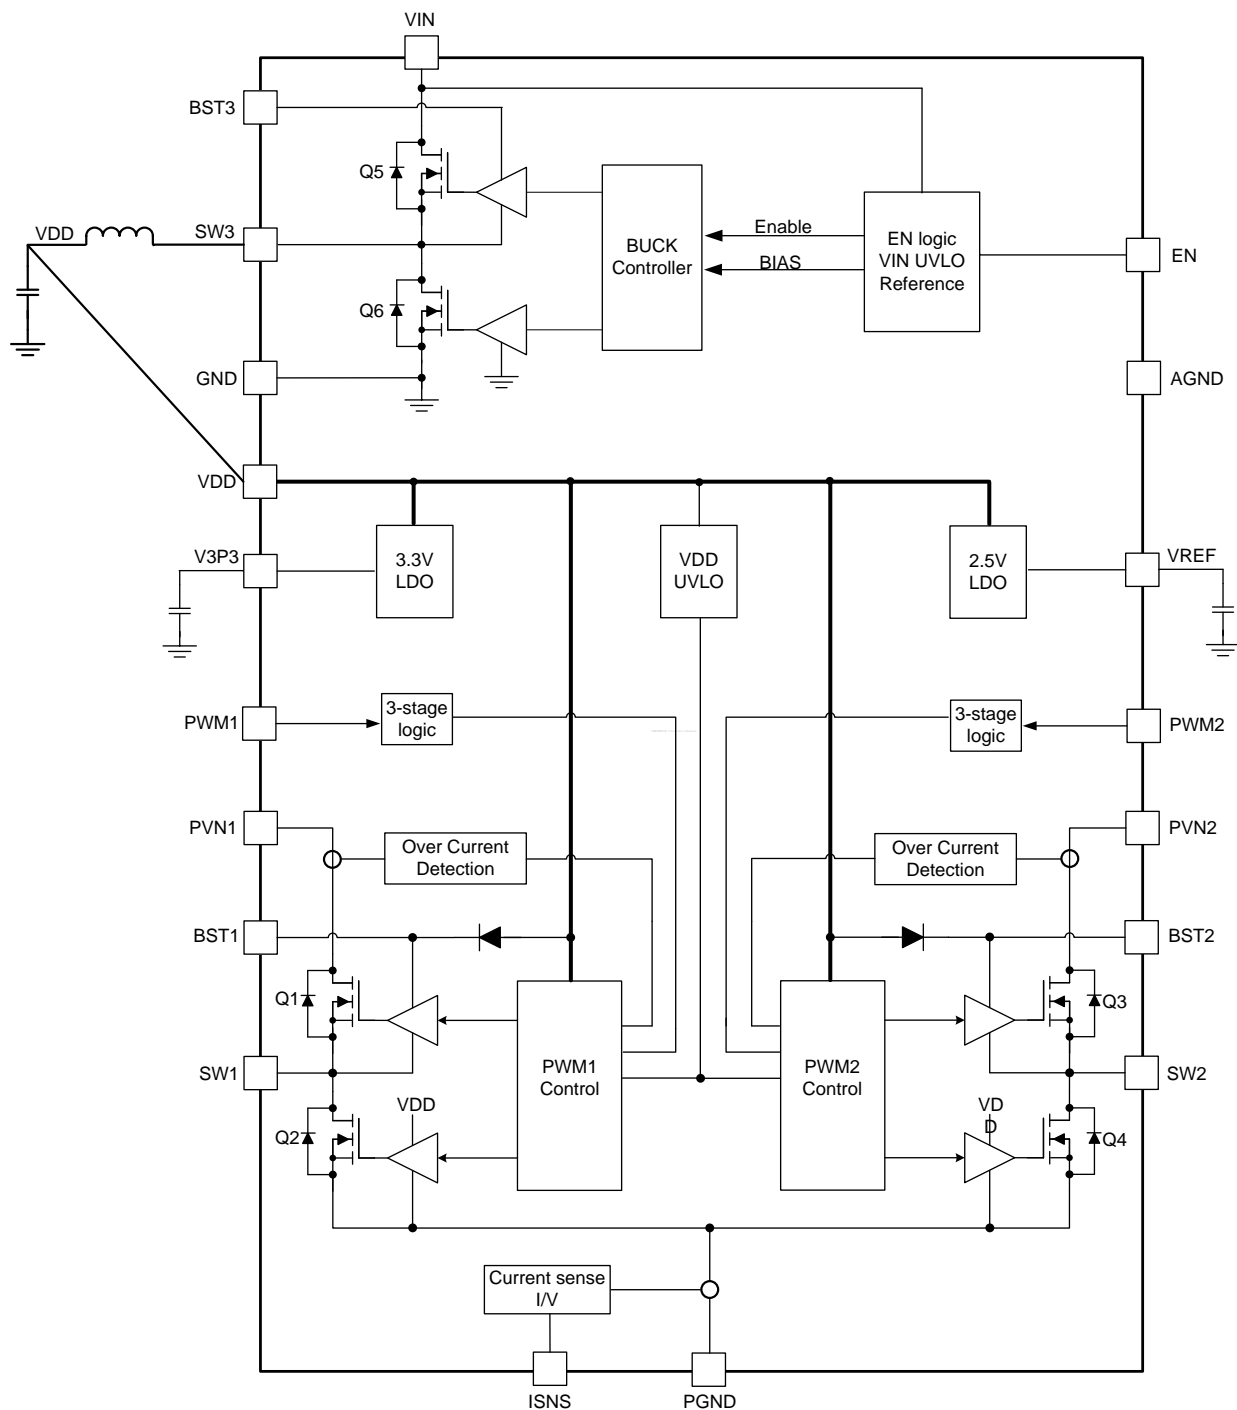 VIN
BST3
Q5
VDD
SW3
BUCK
Controller
Enable
BIAS
EN logic
VIN UVLO
Reference
EN
Q6
GND
AGND
VDD
V3P3
3.3V
LDO
VDD
UVLO
2.5V
LDO
VREF
PWM1
3-stage
logic
3-stage
logic
PWM2
PVN1
Over Current
Detection
Over Current
Detection
PVN2
BST1
BST2
Q1
Q3
SW1
PWM1
Control
PWM2
Control
SW2
VDD
VD
D
Q2
Q4
Current sense
I/V
ISNS
PGND